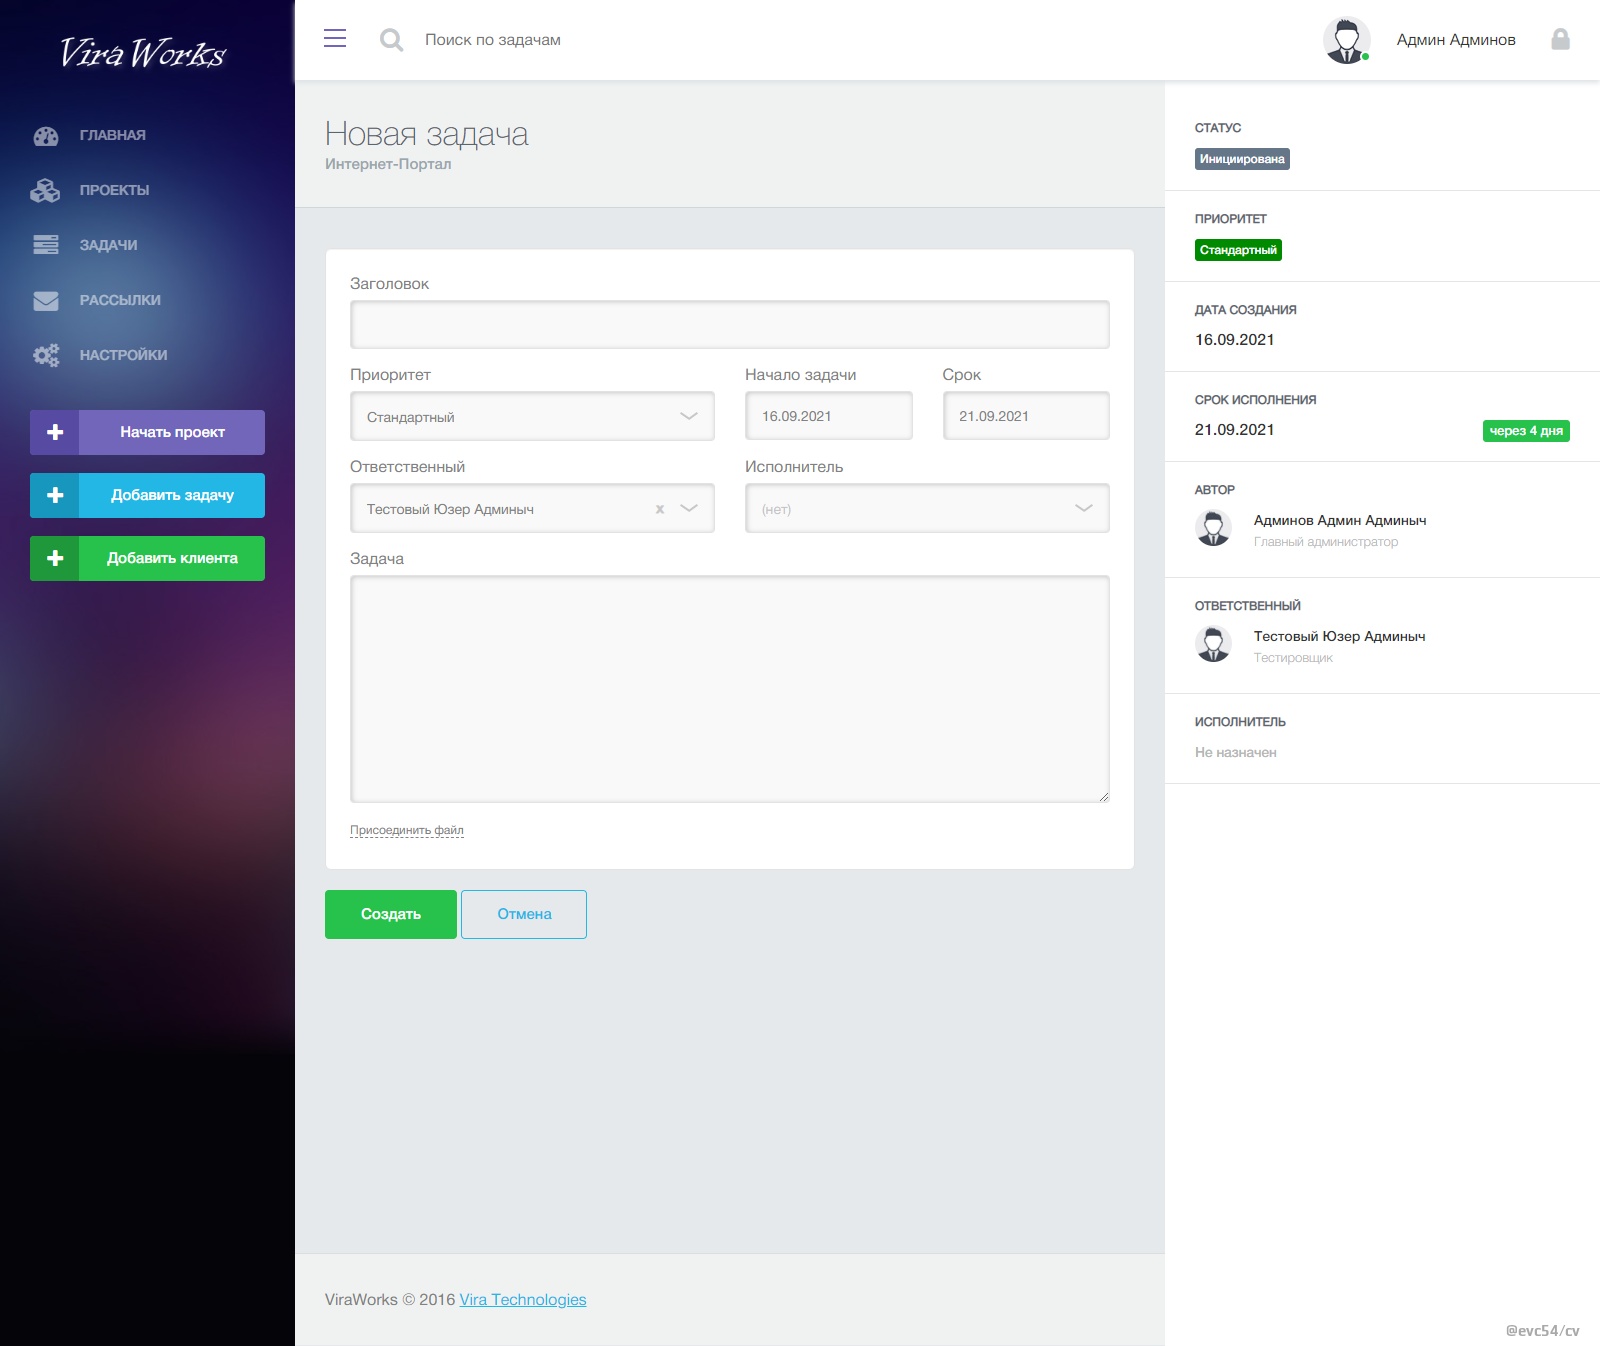 Vira Works
ГЛАВНАЯ
ПРОЕКТЫ
ЗАДАЧИ
РАССЫЛКИ
НАСТРОЙКИ
Начать проект
Добавить задачу
Добавить клиента
Поиск по задачам
Админ Админов
Новая задача
Интернет-Портал
Заголовок
Приоритет
Начало задачи
Срок
Стандартный
16.09.2021
21.09.2021
Ответственный
Исполнитель
Тестовый Юзер Админыч
x
(нет)
Задача
Присоединить файл
Создать
Отмена
ViraWorks © 2016 Vira Technologies
СТАТУС
Инициирована
ПРИОРИТЕТ
Стандартный
ДАТА СОЗДАНИЯ
16.09.2021
СРОК ИСПОЛНЕНИЯ
21.09.2021
через 4 дня
АВТОР
Админов Админ Админыч
Главный администратор
ОТВЕТСТВЕННЫЙ
Тестовый Юзер Админыч
Тестировщик
ИСПОЛНИТЕЛЬ
Не назначен
@evc54/cv